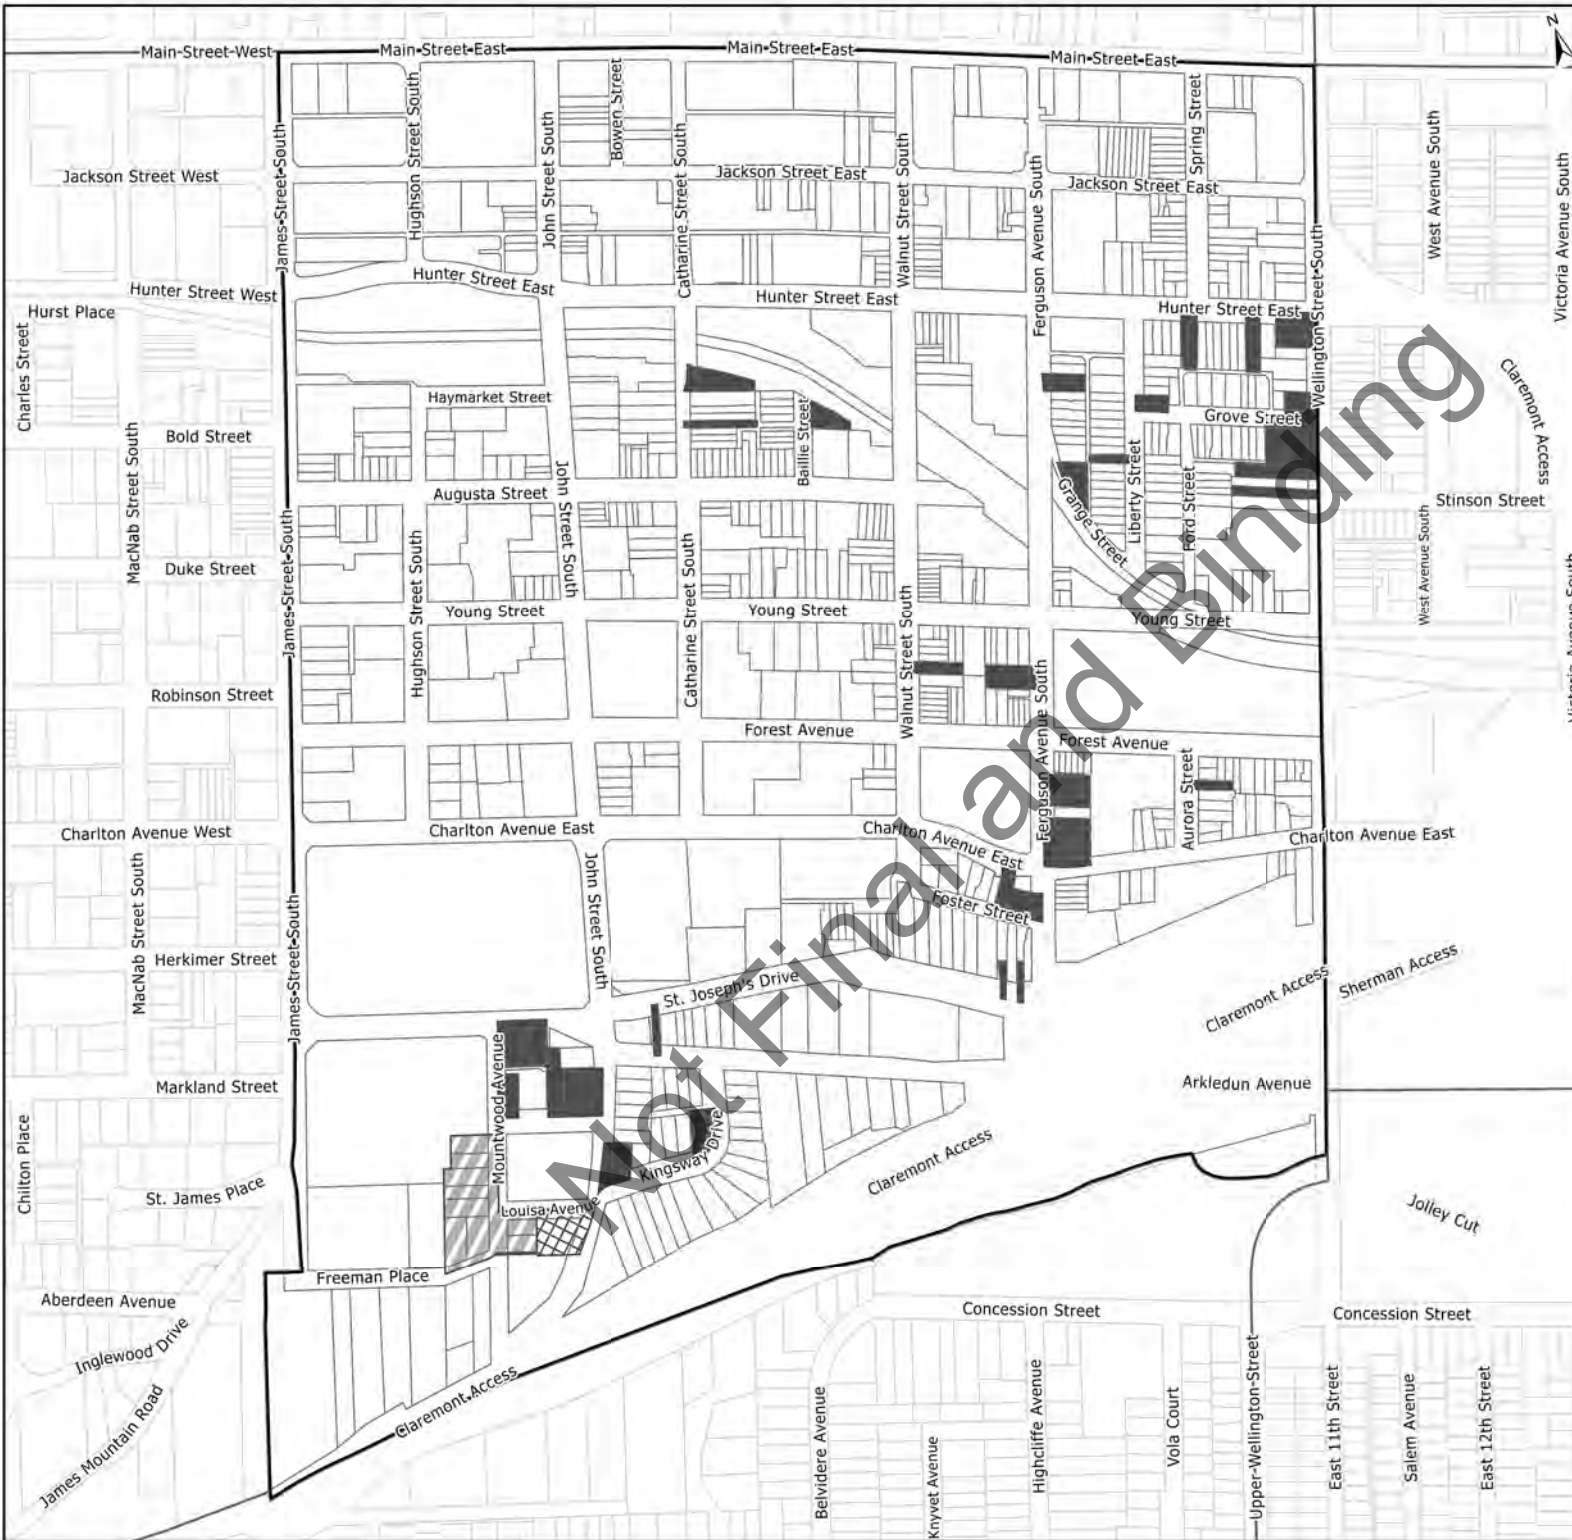 Main Street West
Main Street East
Main Street East
Main Street East
N
Hughson Street South
Bowen Street
Spring Street
James Street South
John Street South
Catharine Street South
Walnut Street South
Ferguson Avenue South
West Avenue South
Victoria Avenue South
Jackson Street West
Jackson Street East
Jackson Street East
Wellington Street South
Hunter Street West
Hunter Street East
Hunter Street East
Hunter Street East
Hurst Place
Charles Street
Haymarket Street
Baillie Street
Grove Street
Claremont Access
Bold Street
MacNab Street South
Augusta Street
John Street South
Grange Street
Liberty Street
Ford Street
Stinson Street
James Street South
Hughson Street South
Catharine Street South
Walnut Street South
West Avenue South
Victoria Avenue South
Duke Street
Young Street
Young Street
Young Street
Robinson Street
Forest Avenue
Forest Avenue
Ferguson Avenue South
Aurora Street
Charlton Avenue West
Charlton Avenue East
Charlton Avenue East
Charlton Avenue East
MacNab Street South
James Street South
John Street South
Foster Street
Herkimer Street
St. Joseph's Drive
Claremont Access
Sherman Access
Not Final and Binding
Markland Street
Mountwood Avenue
Arkledun Avenue
Chilton Place
Kingsway Drive
Claremont Access
St. James Place
Louisa Avenue
Jolley Cut
Freeman Place
Aberdeen Avenue
Inglewood Drive
Concession Street
Concession Street
James Mountain Road
Claremont Access
Belvidere Avenue
Knyvet Avenue
Highcliffe Avenue
Vola Court
Upper Wellington Street
East 11th Street
Salem Avenue
East 12th Street